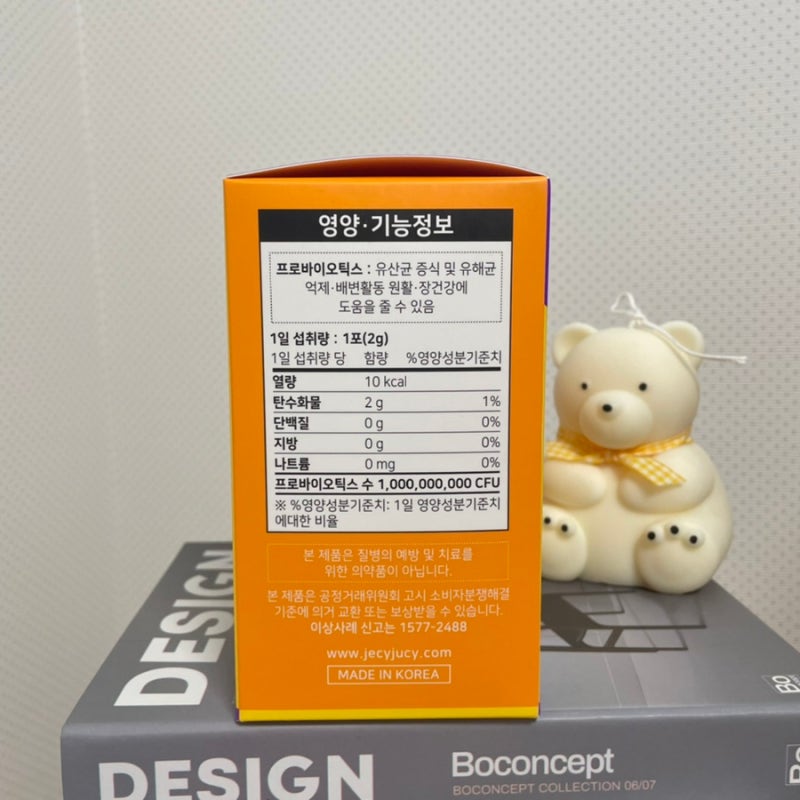 영양·기능정보
프로바이오틱스 : 유산균 증식 및 유해균
억제·배변활동 원활·장건강에
도움을 줄 수 있음
1일 섭취량 : 1포(2g)
1일 섭취량 당 함량 %영양성분기준치
열량 10 kcal
탄수화물 2 g 1%
단백질 0 g 0%
지방 0 g 0%
나트륨 0 mg 0%
프로바이오틱스 수 1,000,000,000 CFU
※ %영양성분기준치: 1일 영양성분기준치
에대한 비율
본 제품은 질병의 예방 및 치료를
위한 의약품이 아닙니다.
본 제품은 공정거래위원회 고시 소비자분쟁해결
기준에 의거 교환 또는 보상받을 수 있습니다.
이상사례 신고는 1577-2488
www.jecyjucy.com
MADE IN KOREA
DESIGN
DESIGN
Boconcept
BOCONCEPT COLLECTION 06/07